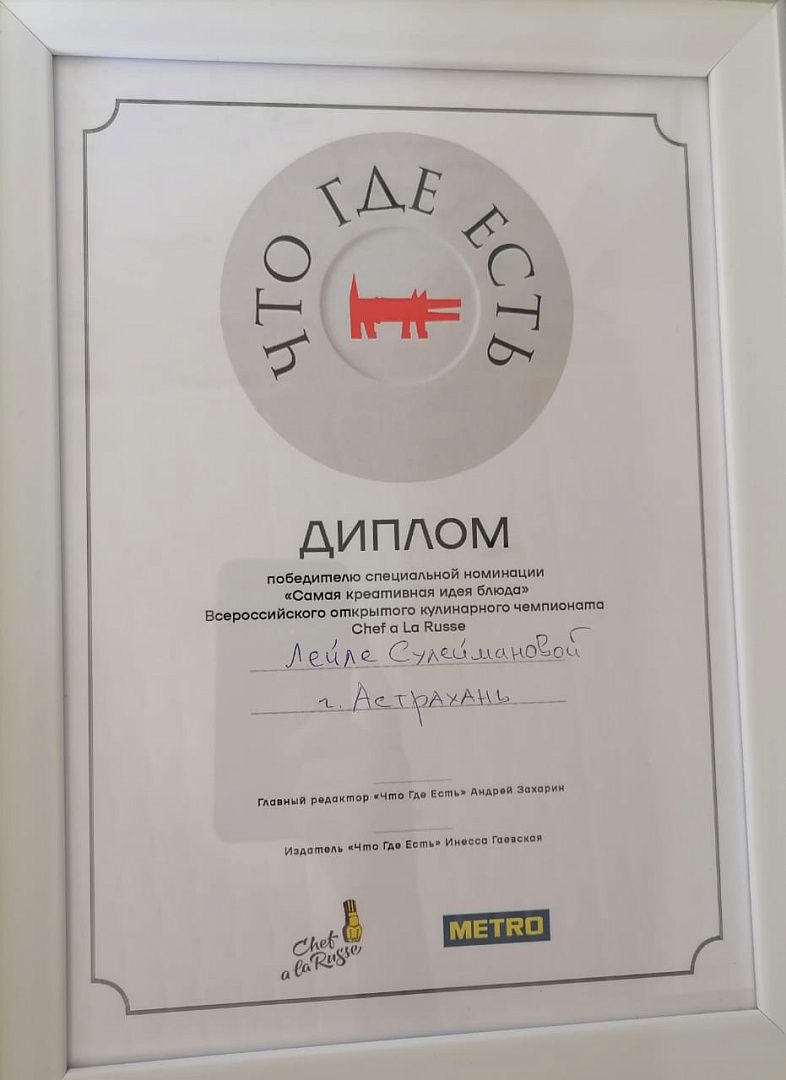 ЧТО ГДЕ ЕСТЬ
ДИПЛОМ
победителю специальной номинации
«Самая креативная идея блюда»
Всероссийского открытого кулинарного чемпионата
Chef a La Russe
Лейле Сулеймановой
г. Астрахань
Главный редактор «Что Где Есть» Андрей Захарин
Издатель «Что Где Есть» Инесса Гаевская
Chef
a la Russe
METRO